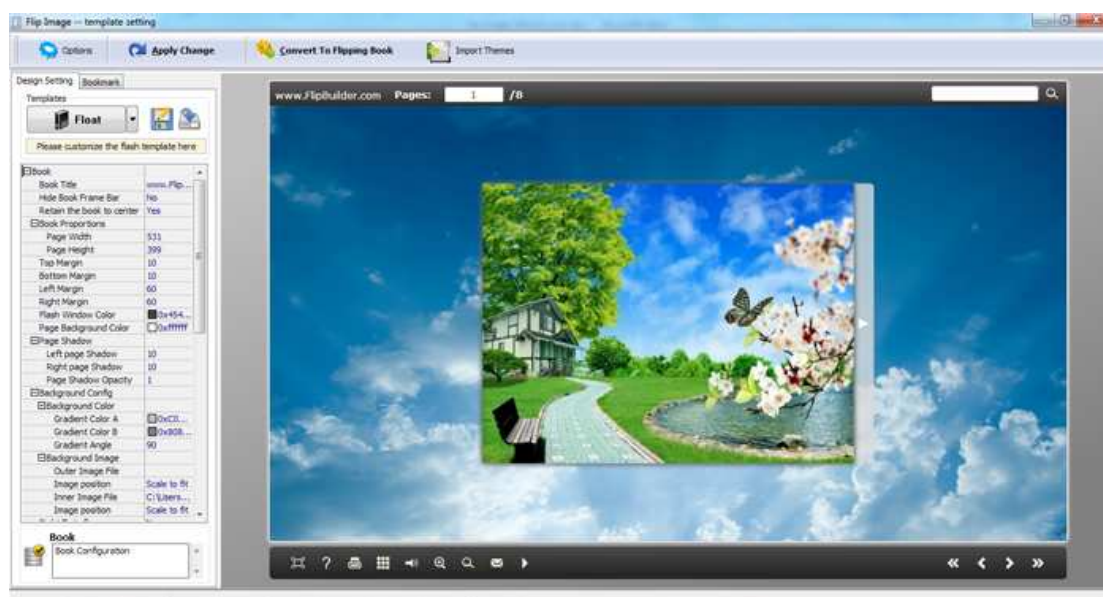 Flip Image -- template setting
Options Apply Change Convert To Flipping Book Import Themes
Design Setting Bookmark
Templates
Float
Please customize the flash template here
www.FlipBuilder.com Pages: 1 /8
Book
Book Title www.Flip...
Hide Book Frame Bar No
Retain the book to center Yes
Book Proportions
Page Width 531
Page Height 399
Top Margin 10
Bottom Margin 10
Left Margin 60
Right Margin 60
Flash Window Color 0x454...
Page Background Color 0xffffff
Page Shadow
Left page Shadow 10
Right page Shadow 10
Page Shadow Opacity 1
Background Config
Background Color
Gradient Color A 0xC0...
Gradient Color B 0x808...
Gradient Angle 90
Background Image
Outer Image File
Image position Scale to fit
Inner Image File C:\Users...
Image position Scale to fit
Book
Book Configuration